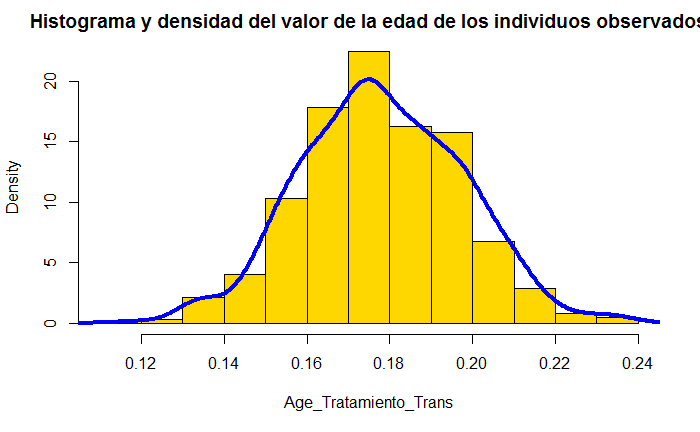 Histograma y densidad del valor de la edad de los individuos observados
20
15
10
5
0
Density
0.12 0.14 0.16 0.18 0.20 0.22 0.24
Age_Tratamiento_Trans